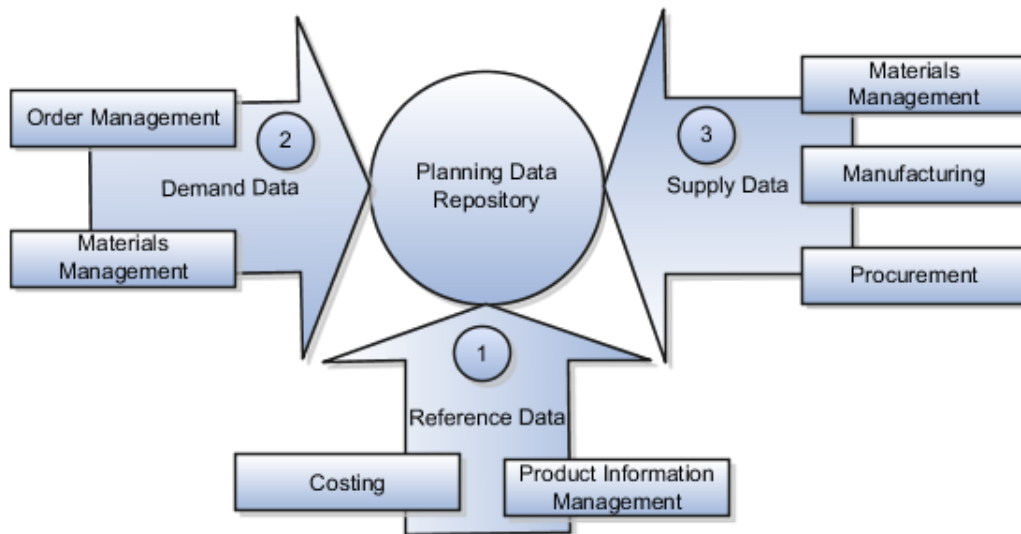 Order Management
2
Demand Data
Materials
Management
Planning Data
Repository
3
Supply Data
Materials
Management
Manufacturing
Procurement
1
Reference Data
Costing
Product Information
Management